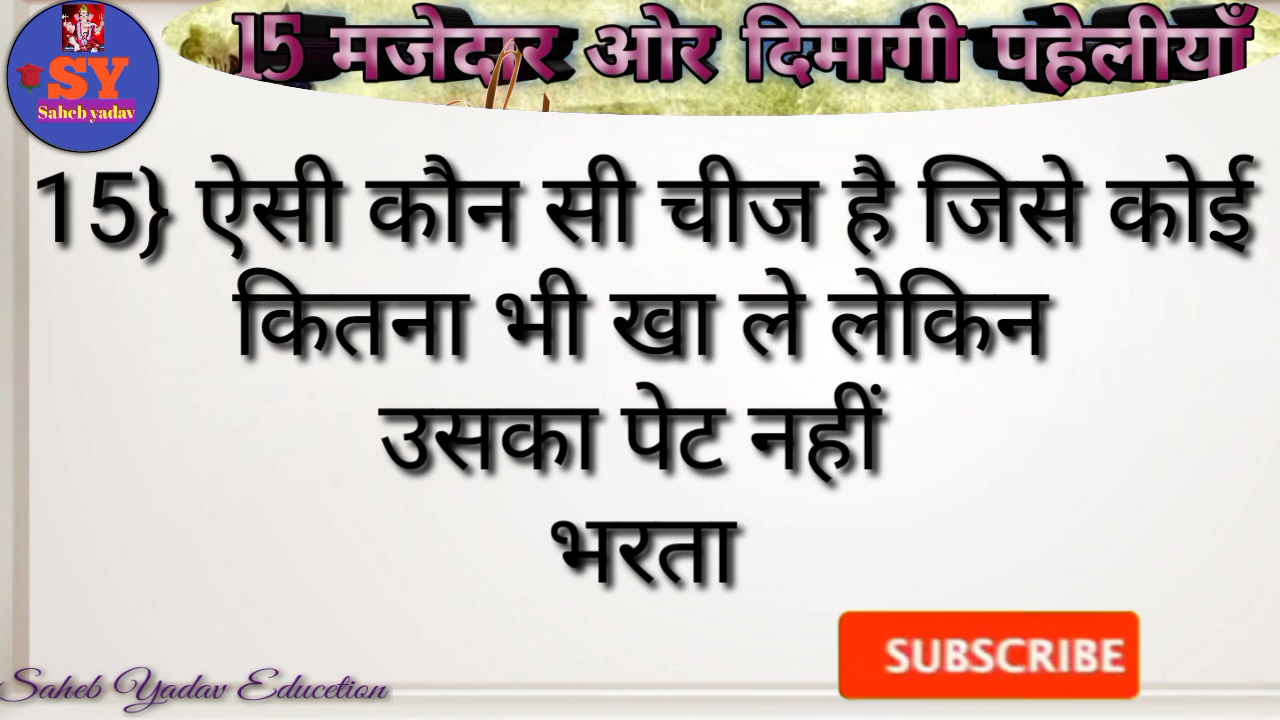 SY
Saheb yadav
15 मजेदार ओर दिमागी पहेलीयाँ
15} ऐसी कौन सी चीज है जिसे कोई
कितना भी खा ले लेकिन
उसका पेट नहीं
भरता
SUBSCRIBE
Saheb Yadav Educetion